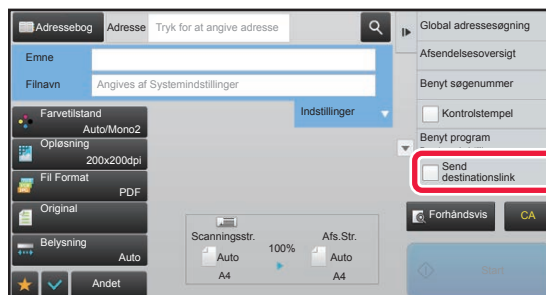 Adressebog
Adresse
Tryk for at angive adresse
Emne
Filnavn
Angives af Systemindstillinger
Indstillinger
Farvetilstand
Auto/Mono2
Opløsning
200x200dpi
Fil Format
PDF
Original
Belysning
Auto
Andet
Scanningsstr.
Auto
A4
100%
Afs.Str.
Auto
A4
Global adressesøgning
Afsendelsesoversigt
Benyt søgenummer
Kontrolstempel
Benyt program
Send
destinationslink
Forhåndsvis
CA
Start